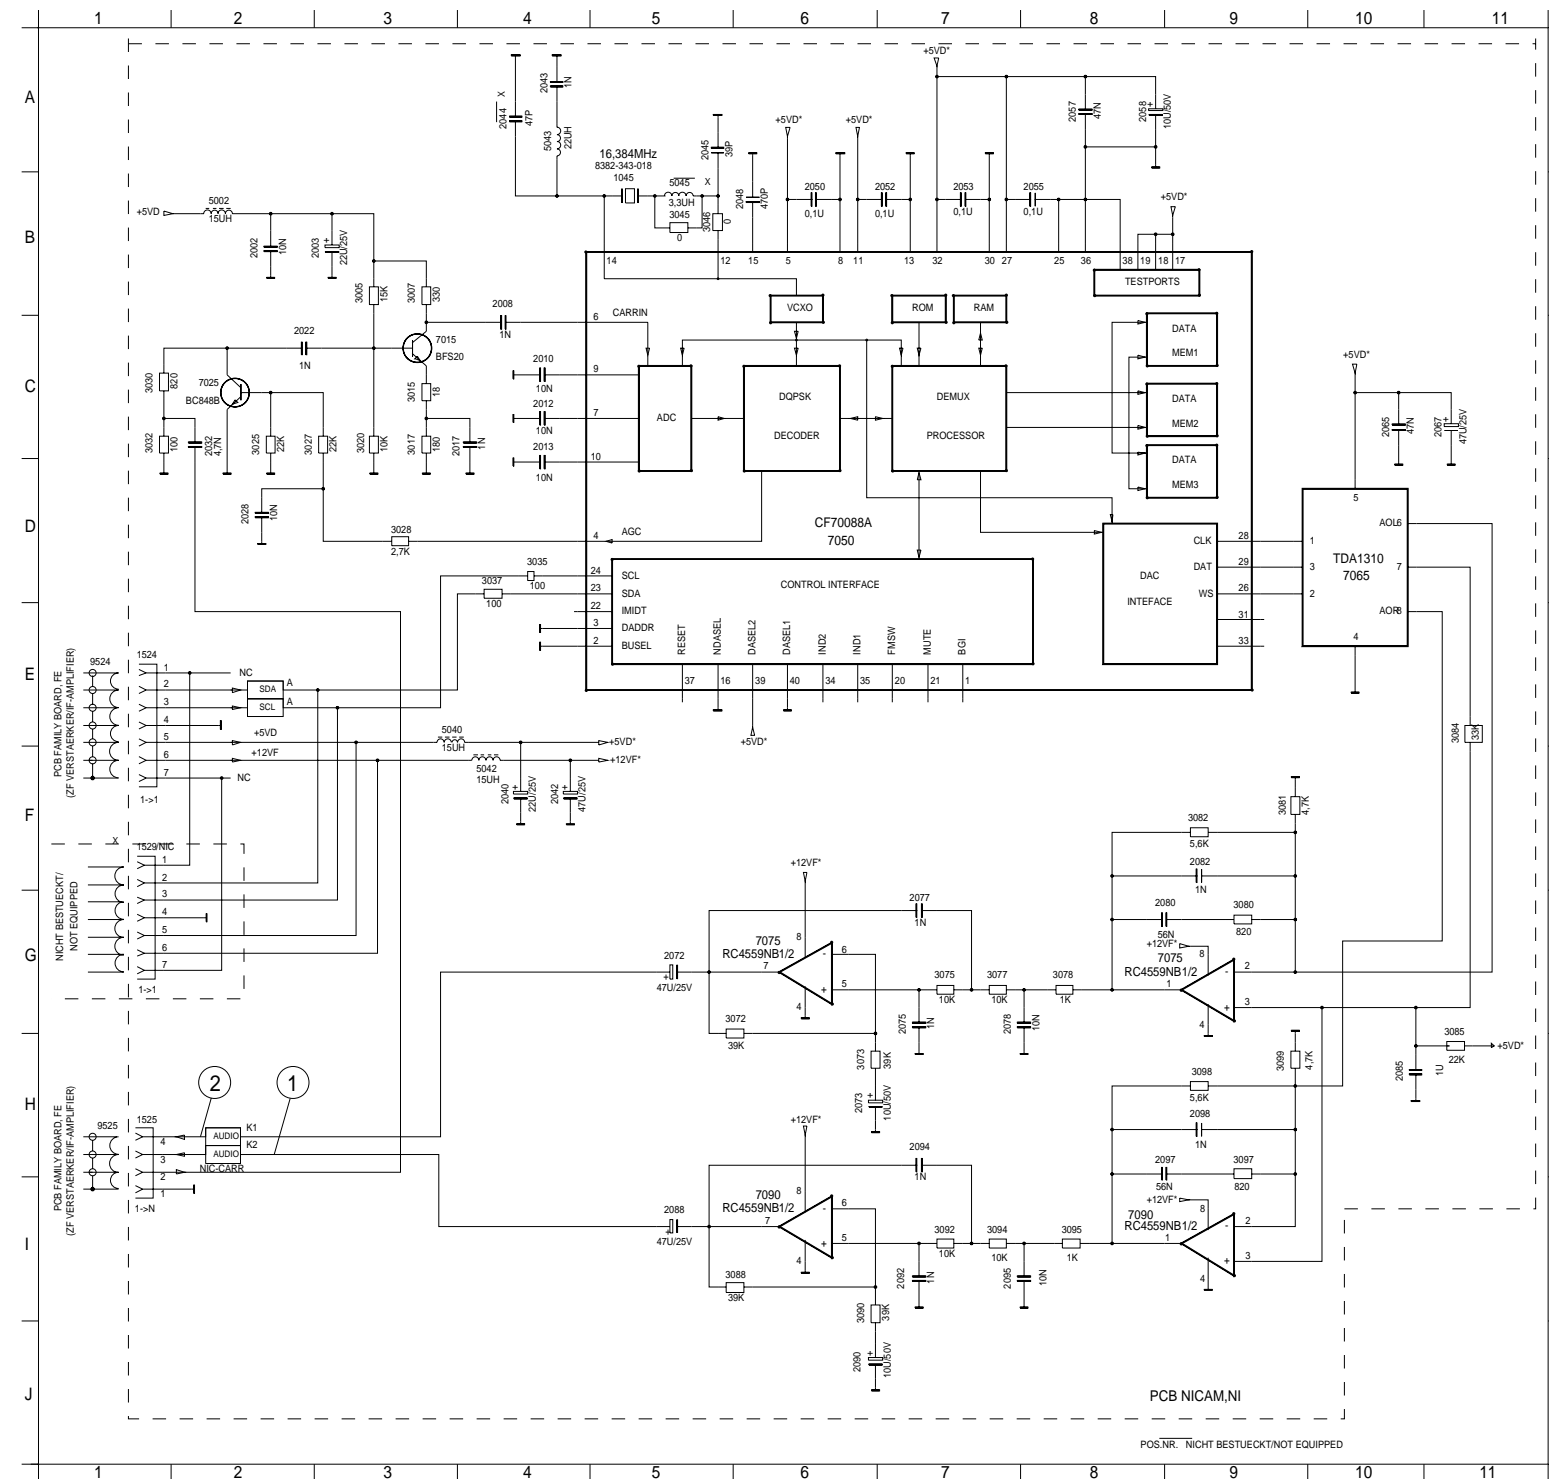 1 2 3 4 5 6 7 8 9 10 11
A
B
C
D
E
F
G
H
I
J
+5VD*
2043
1N
2044
X
47P
5043
22UH
2045
39P
+5VD*
+5VD*
2057
47N
2058
10U/50V
16,384MHz
8382-343-018
1045
5045
X
3,3UH
3045
0
3046
0
2048
470P
2050
0,1U
2052
0,1U
2053
0,1U
2055
0,1U
+5VD*
+5VD
5002
15UH
2002
10N
2003
22U/25V
14 12 15 5 8 11 13 32 30 27 25 36 38 19 18 17
TESTPORTS
3005
15K
3007
330
2008
1N
6 CARRIN
VCXO
ROM
RAM
2022
1N
7015
BFS20
DATA
MEM1
+5VD*
3030
820
7025
BC848B
3015
18
2010
10N
9
7
10
ADC
DQPSK
DECODER
DEMUX
PROCESSOR
DATA
MEM2
2012
10N
3032
100
2032
4,7N
3025
22K
3027
22K
3020
10K
3017
180
2017
1N
2013
10N
2065
47N
2067
47U/25V
DATA
MEM3
2028
10N
3028
2,7K
4 AGC
CF70088A
7050
5
AOL 6
CLK 28 1
TDA1310
7065
DAT 29 3 7
WS 26 2
AOR 8
31
33
4
DAC
INTEFACE
3035
100
3037
100
24 SCL
23 SDA
22 IMIDT
3 DADDR
2 BUSEL
CONTROL INTERFACE
RESET
NDASEL
DASEL2
DASEL1
IND2
IND1
FMSW
MUTE
BGI
37 16 39 40 34 35 20 21 1
+5VD*
PCB FAMILY BOARD, FE
(ZF VERSTAERKER/IF-AMPLIFIER)
9524
1524
1 NC
2 SDA A
3 SCL A
4
5 +5VD
6 +12VF
7 NC
1->1
5040
15UH
+5VD*
5042
15UH
+12VF*
2040
22U/25V
2042
47U/25V
3084
33K
X
1529/NIC
NICHT BESTUECKT/
NOT EQUIPPED
1
2
3
4
5
6
7
1->1
3081
4,7K
3082
5,6K
2082
1N
2080
56N
3080
820
+12VF*
2077
1N
7075
RC4559NB1/2
8
7
6
5
4
2072
47U/25V
3072
39K
3073
39K
2073
10U/50V
2075
1N
3075
10K
3077
10K
2078
10N
3078
1K
+12VF*
7075
RC4559NB1/2
8
1
2
3
4
3085
22K
+5VD*
2085
1U
3099
4,7K
3098
5,6K
2098
1N
2097
56N
3097
820
2 1
PCB FAMILY BOARD, FE
(ZF VERSTAERKER/IF-AMPLIFIER)
9525
1525
4 AUDIO K1
3 AUDIO K2
2 NIC-CARR
1
1->N
+12VF*
2094
1N
7090
RC4559NB1/2
8
7
6
5
4
2088
47U/25V
3088
39K
3090
39K
2090
10U/50V
2092
1N
3092
10K
3094
10K
2095
10N
3095
1K
+12VF*
7090
RC4559NB1/2
8
1
2
3
4
PCB NICAM,NI
POS.NR. NICHT BESTUECKT/NOT EQUIPPED
1 2 3 4 5 6 7 8 9 10 11